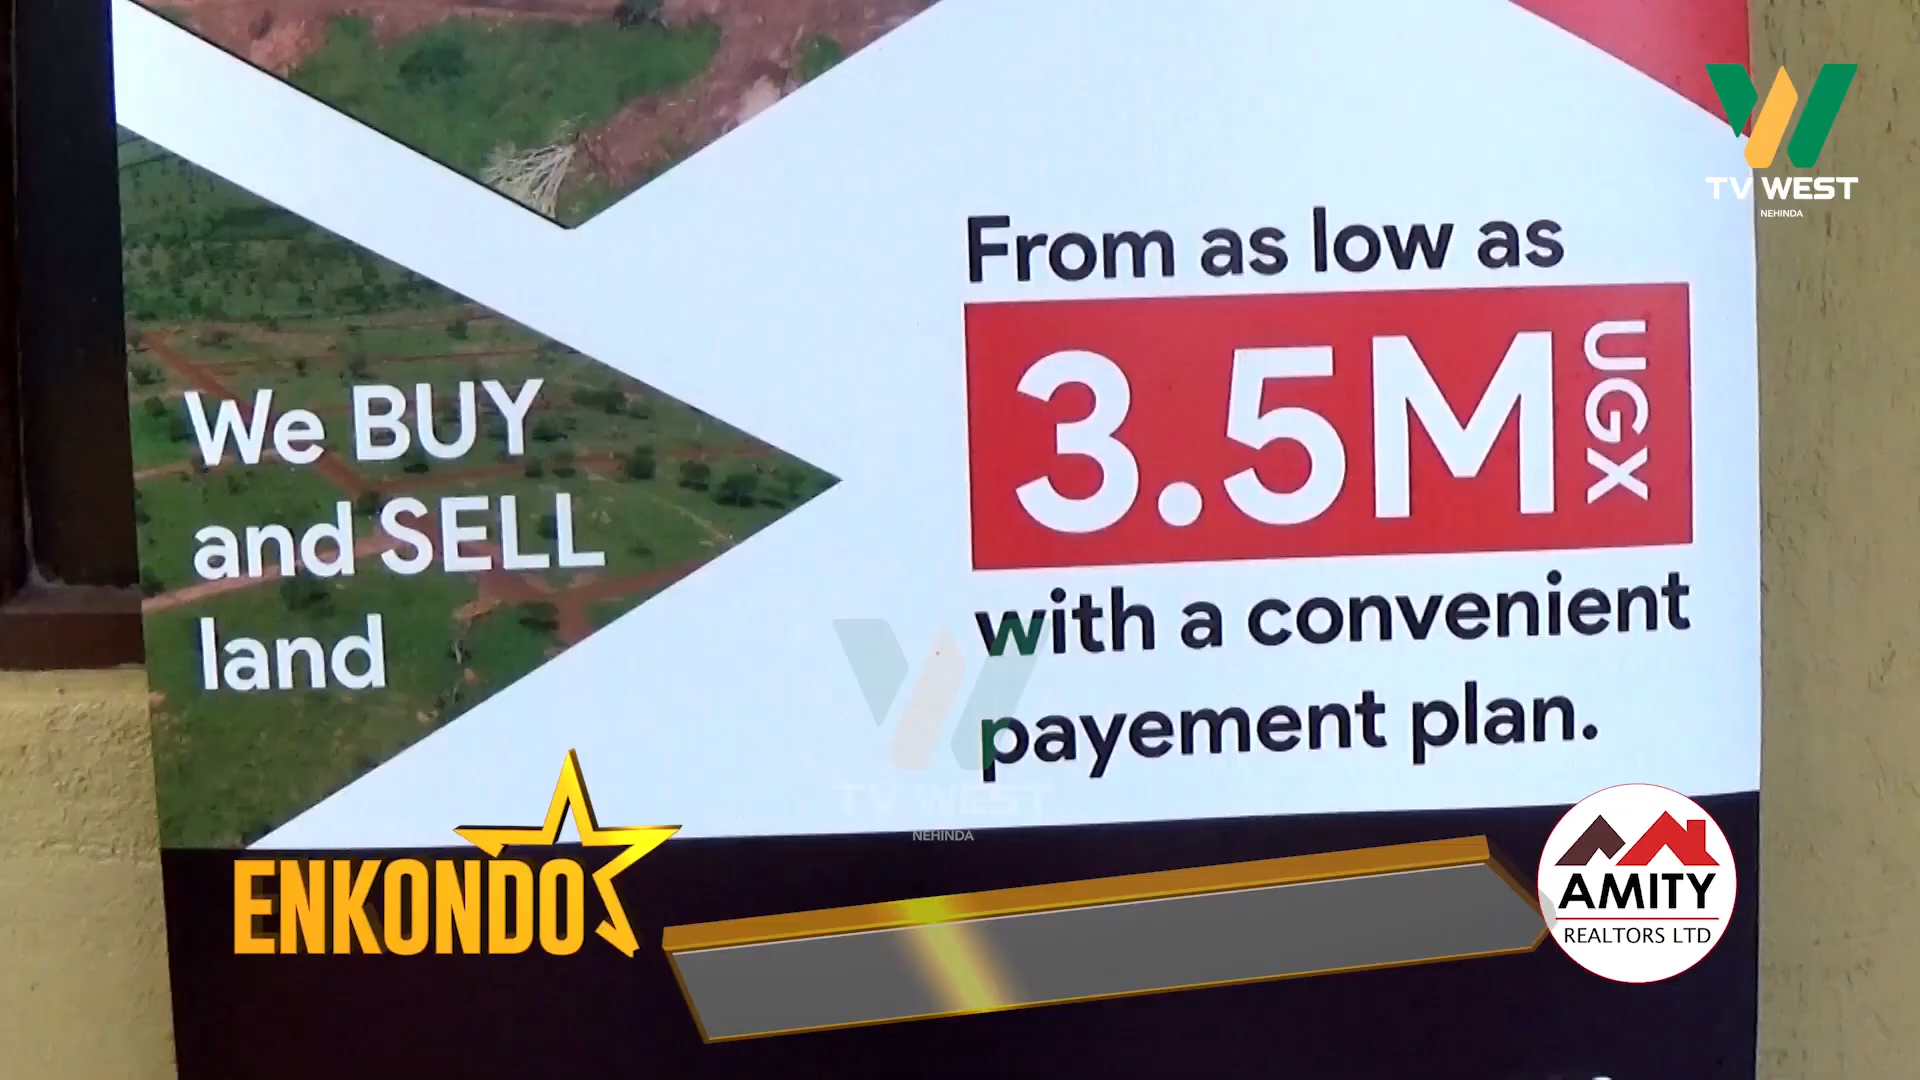 TV WEST
NEHINDA
From as low as
3.5M UGX
with a convenient
payement plan.
We BUY
and SELL
land
TV WEST
NEHINDA
ENKONDO
AMITY
REALTORS LTD